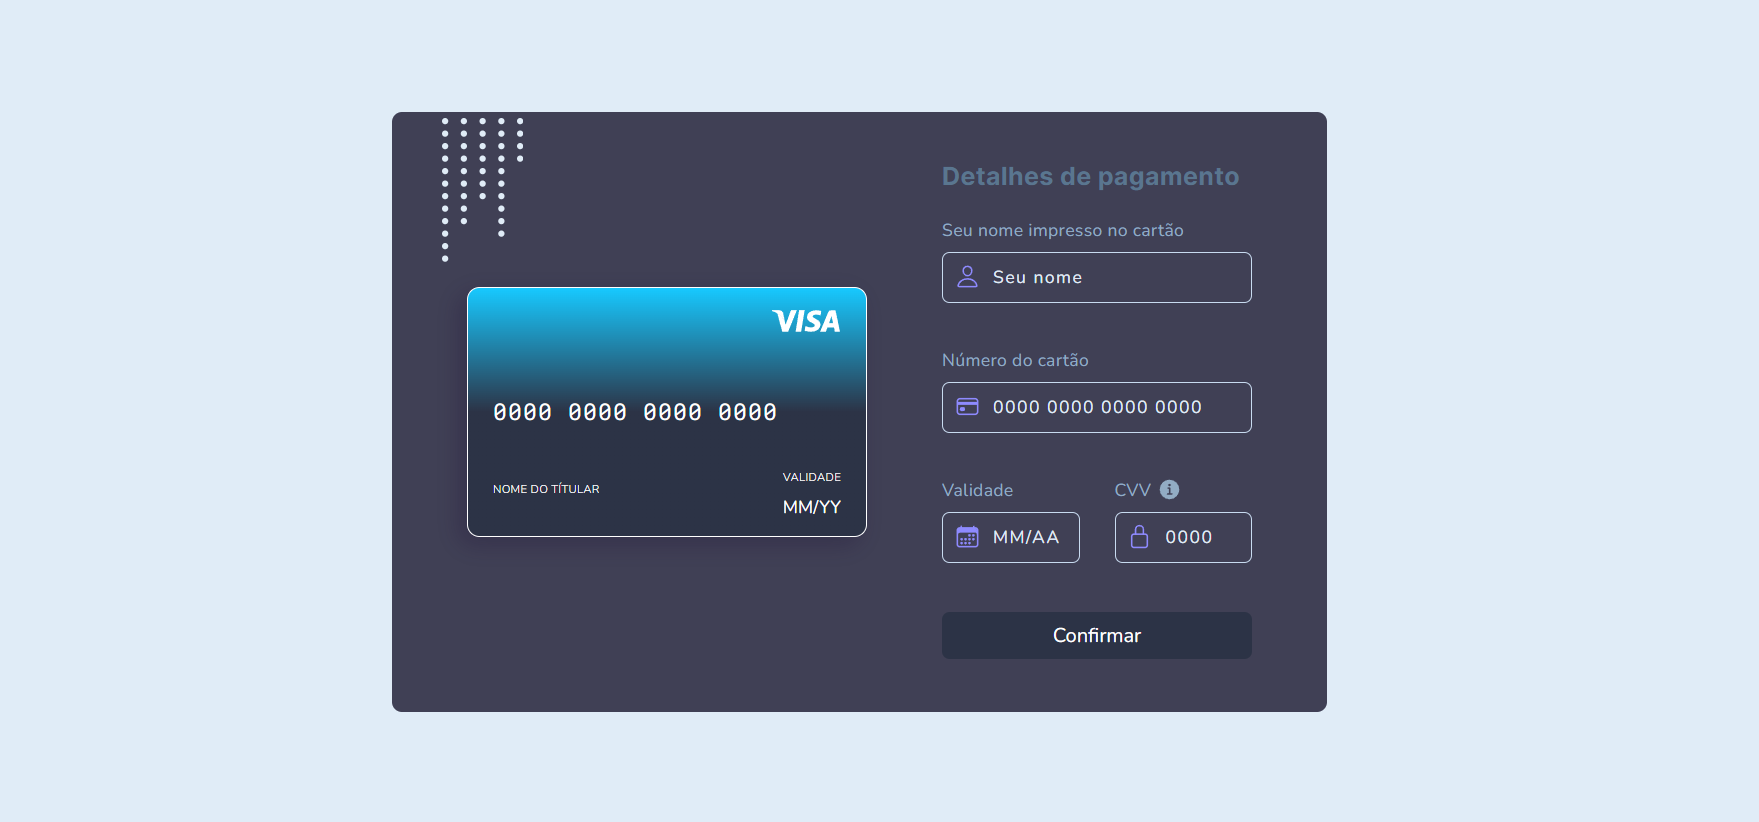 VISA
0000 0000 0000 0000
NOME DO TÍTULAR
VALIDADE
MM/YY
Detalhes de pagamento
Seu nome impresso no cartão
Seu nome
Número do cartão
0000 0000 0000 0000
Validade
CVV
MM/AA
0000
Confirmar